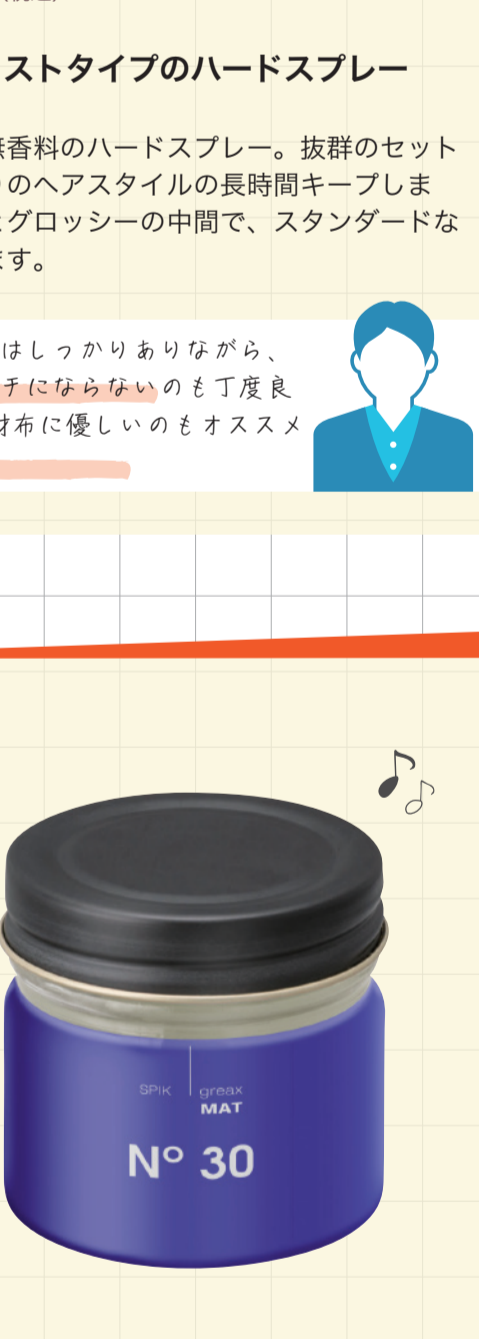 ストタイプのハードスプレー
香料のハードスプレー。抜群のセット
のヘアスタイルの長時間キープしま
グロッシーの中間で、スタンダードな
ます。
はしっかりありながら、
チにならないのも丁度良
布に優しいのもオススメ
SPIK greax
MAT
Nº 30